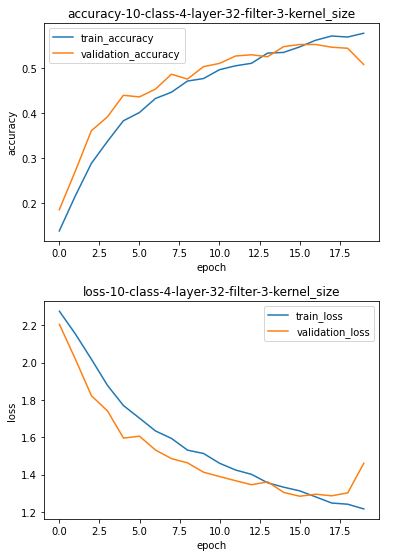 accuracy-10-class-4-layer-32-filter-3-kernel_size
train_accuracy
validation_accuracy
accuracy
0.5
0.4
0.3
0.2
0.0 2.5 5.0 7.5 10.0 12.5 15.0 17.5
epoch
loss-10-class-4-layer-32-filter-3-kernel_size
train_loss
validation_loss
loss
2.2
2.0
1.8
1.6
1.4
1.2
0.0 2.5 5.0 7.5 10.0 12.5 15.0 17.5
epoch